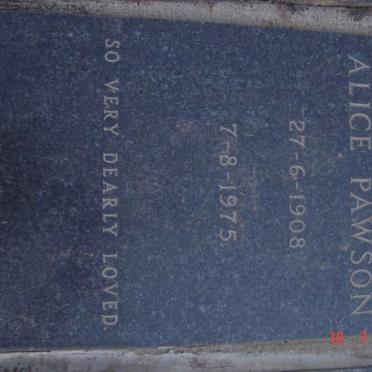 ALICE PAWSON
27-6-1908
7-8-1975
SO VERY DEARLY LOVED.